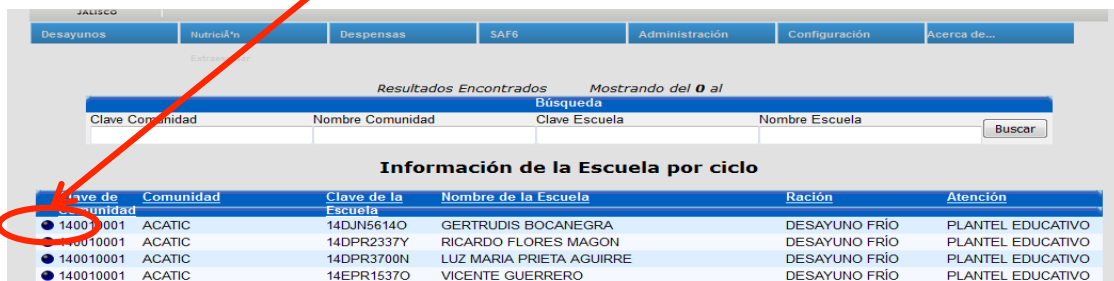 JALISCO
Desayunos NutriciÃ³n Despensas SAF6 Administración Configuración Acerca de...
Resultados Encontrados Mostrando del 0 al
Búsqueda
Clave Comunidad Nombre Comunidad Clave Escuela Nombre Escuela
Buscar
Información de la Escuela por ciclo
Clave de Comunidad Comunidad Clave de la Escuela Nombre de la Escuela Ración Atención
140010001 ACATIC 14DJN5614O GERTRUDIS BOCANEGRA DESAYUNO FRÍO PLANTEL EDUCATIVO
140010001 ACATIC 14DPR2337Y RICARDO FLORES MAGON DESAYUNO FRÍO PLANTEL EDUCATIVO
140010001 ACATIC 14DPR3700N LUZ MARIA PRIETA AGUIRRE DESAYUNO FRÍO PLANTEL EDUCATIVO
140010001 ACATIC 14EPR1537O VICENTE GUERRERO DESAYUNO FRÍO PLANTEL EDUCATIVO